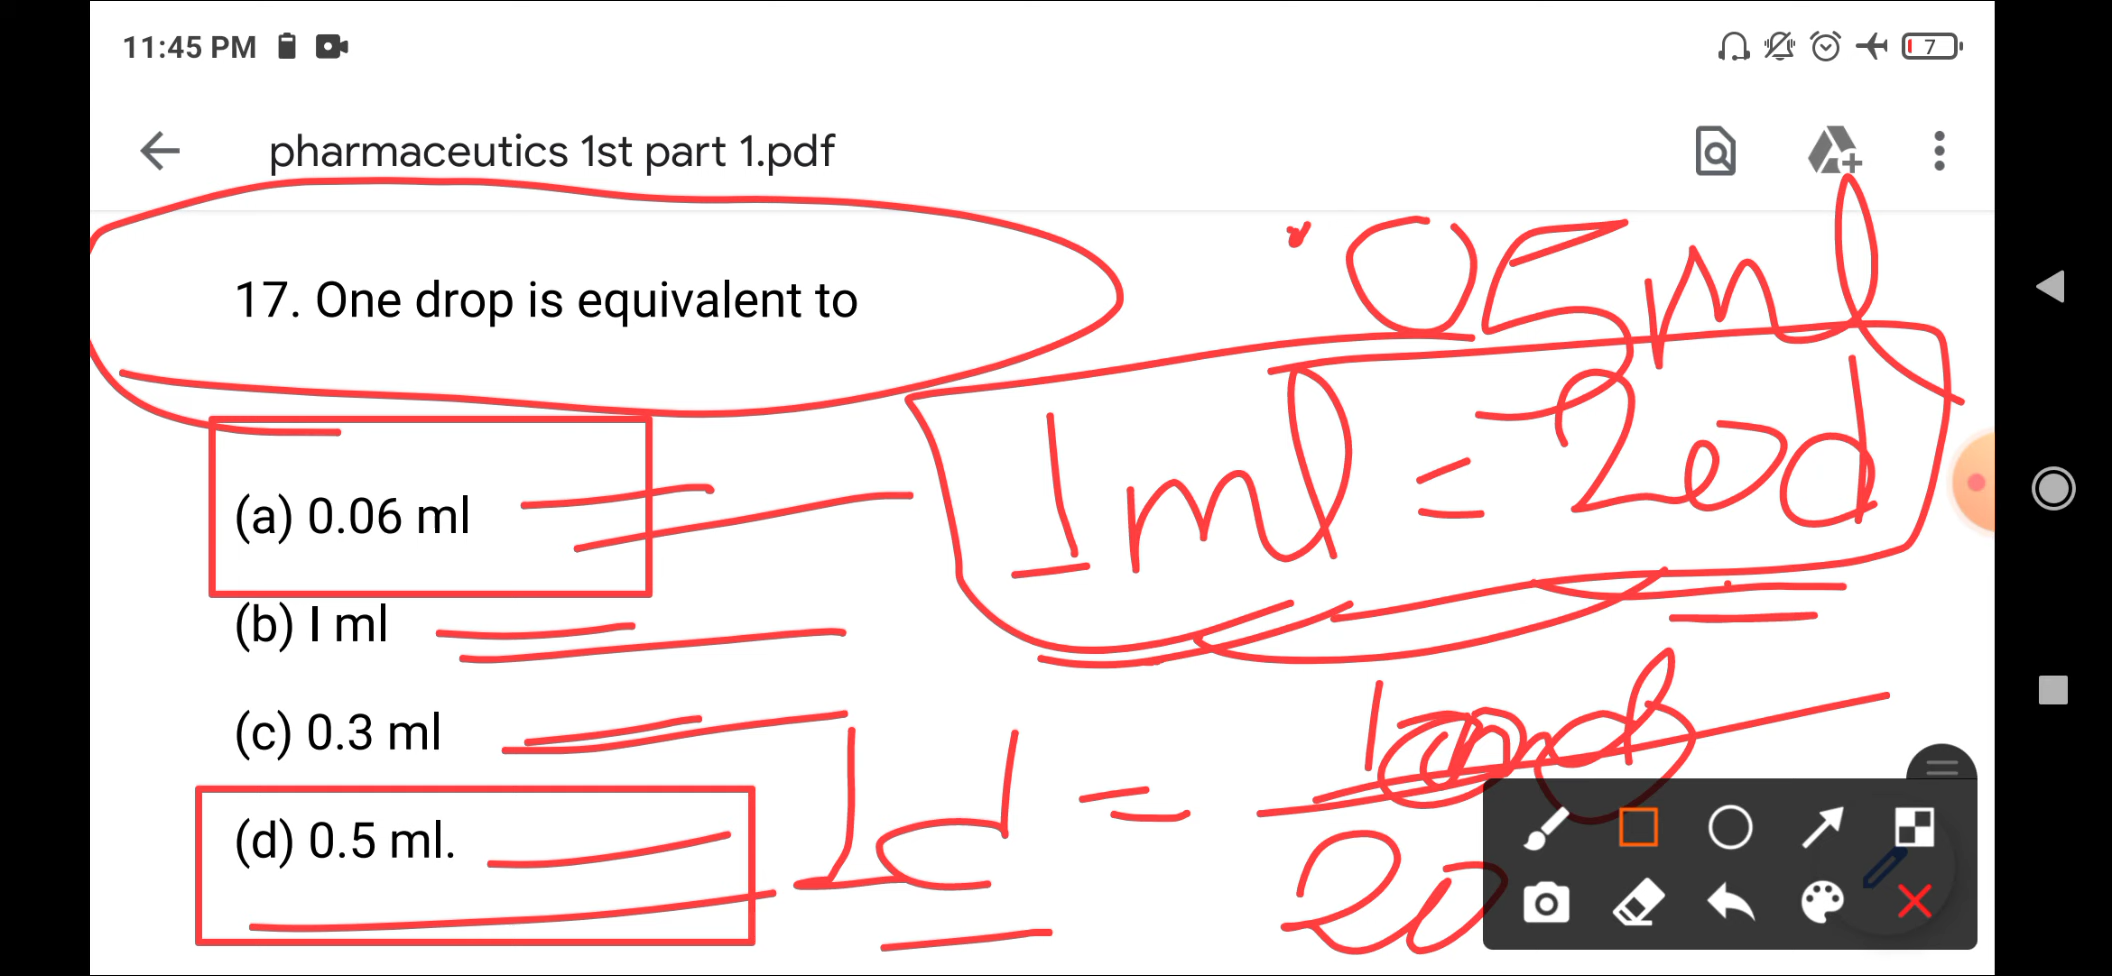 11:45 PM
7
pharmaceutics 1st part 1.pdf
.05ml
17. One drop is equivalent to
1ml = 20d
(a) 0.06 ml
(b) I ml
(c) 0.3 ml
1d =
20
(d) 0.5 ml.